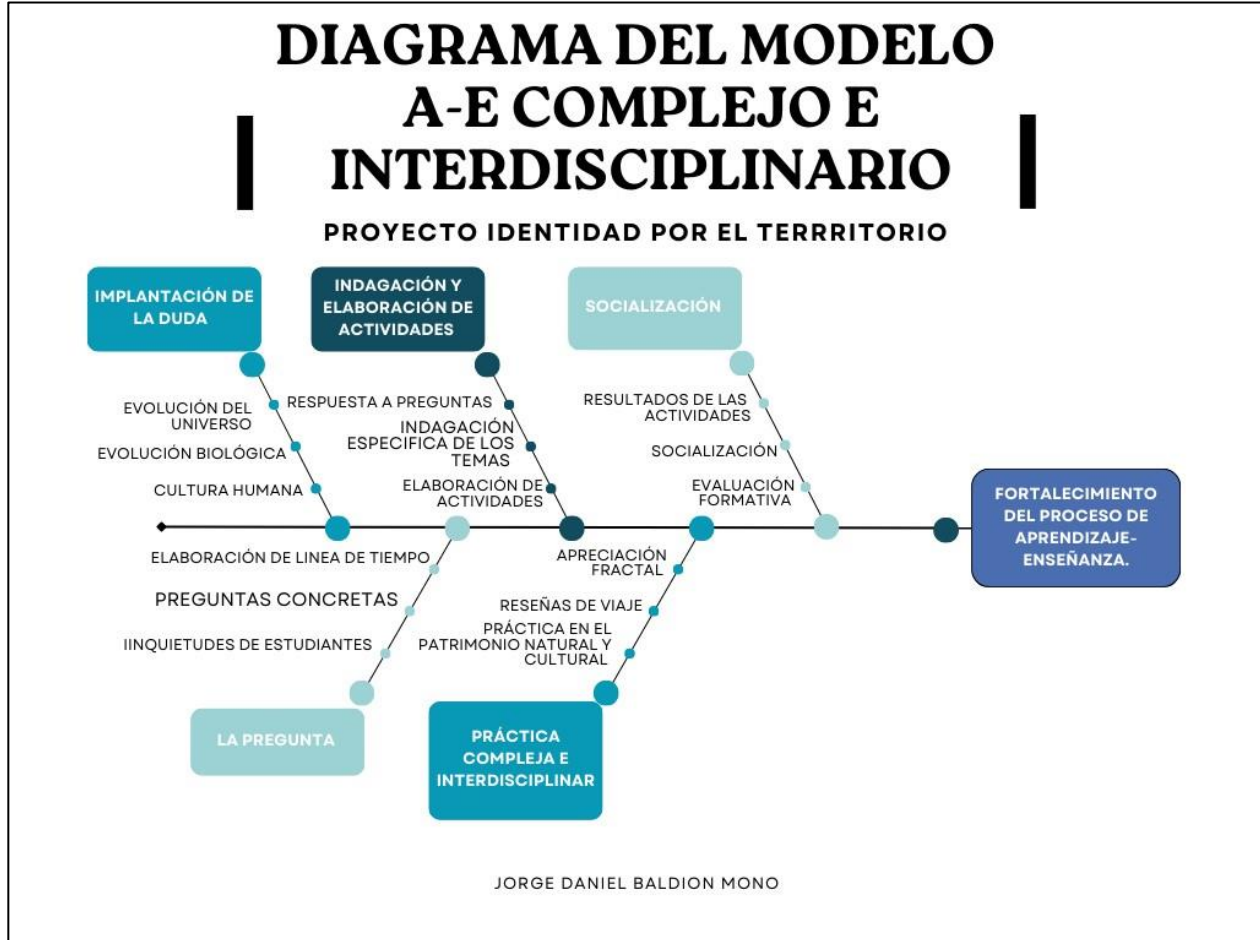 DIAGRAMA DEL MODELO
A-E COMPLEJO E
INTERDISCIPLINARIO
PROYECTO IDENTIDAD POR EL TERRRITORIO
IMPLANTACIÓN DE
LA DUDA
INDAGACIÓN Y
ELABORACIÓN DE
ACTIVIDADES
SOCIALIZACIÓN
EVOLUCIÓN DEL
UNIVERSO
EVOLUCIÓN BIOLÓGICA
CULTURA HUMANA
RESPUESTA A PREGUNTAS
INDAGACIÓN
ESPECIFICA DE LOS
TEMAS
ELABORACIÓN DE
ACTIVIDADES
RESULTADOS DE LAS
ACTIVIDADES
SOCIALIZACIÓN
EVALUACIÓN
FORMATIVA
FORTALECIMIENTO
DEL PROCESO DE
APRENDIZAJE-
ENSEÑANZA.
ELABORACIÓN DE LINEA DE TIEMPO
PREGUNTAS CONCRETAS
IINQUIETUDES DE ESTUDIANTES
APRECIACIÓN
FRACTAL
RESEÑAS DE VIAJE
PRÁCTICA EN EL
PATRIMONIO NATURAL Y
CULTURAL
LA PREGUNTA
PRÁCTICA
COMPLEJA E
INTERDISCIPLINAR
JORGE DANIEL BALDION MONO